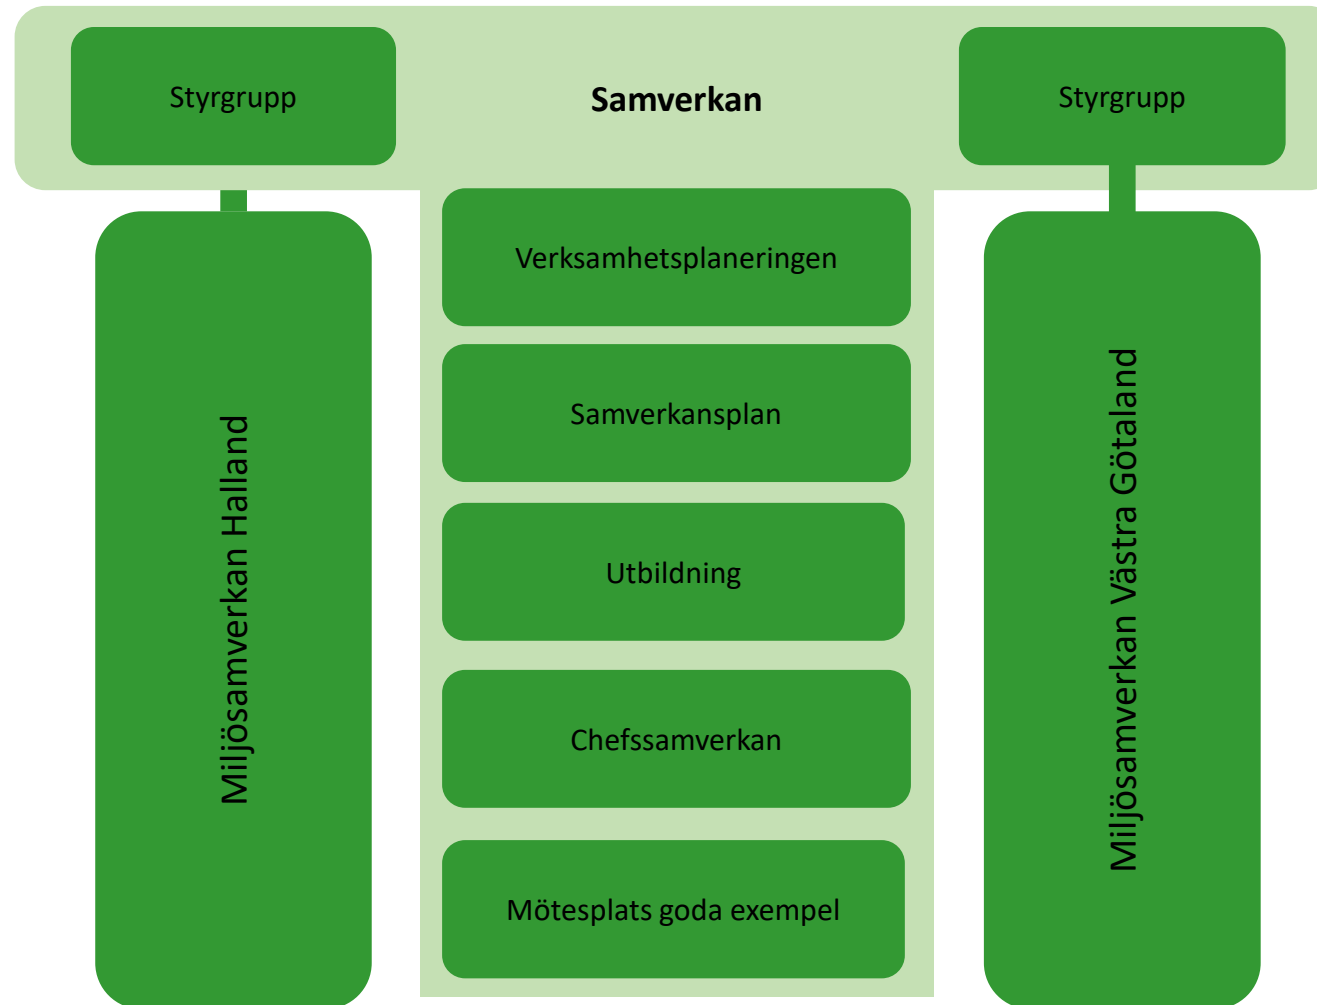 Styrgrupp
Samverkan
Styrgrupp
Miljösamverkan Halland
Verksamhetsplaneringen
Samverkansplan
Utbildning
Chefssamverkan
Mötesplats goda exempel
Miljösamverkan Västra Götaland